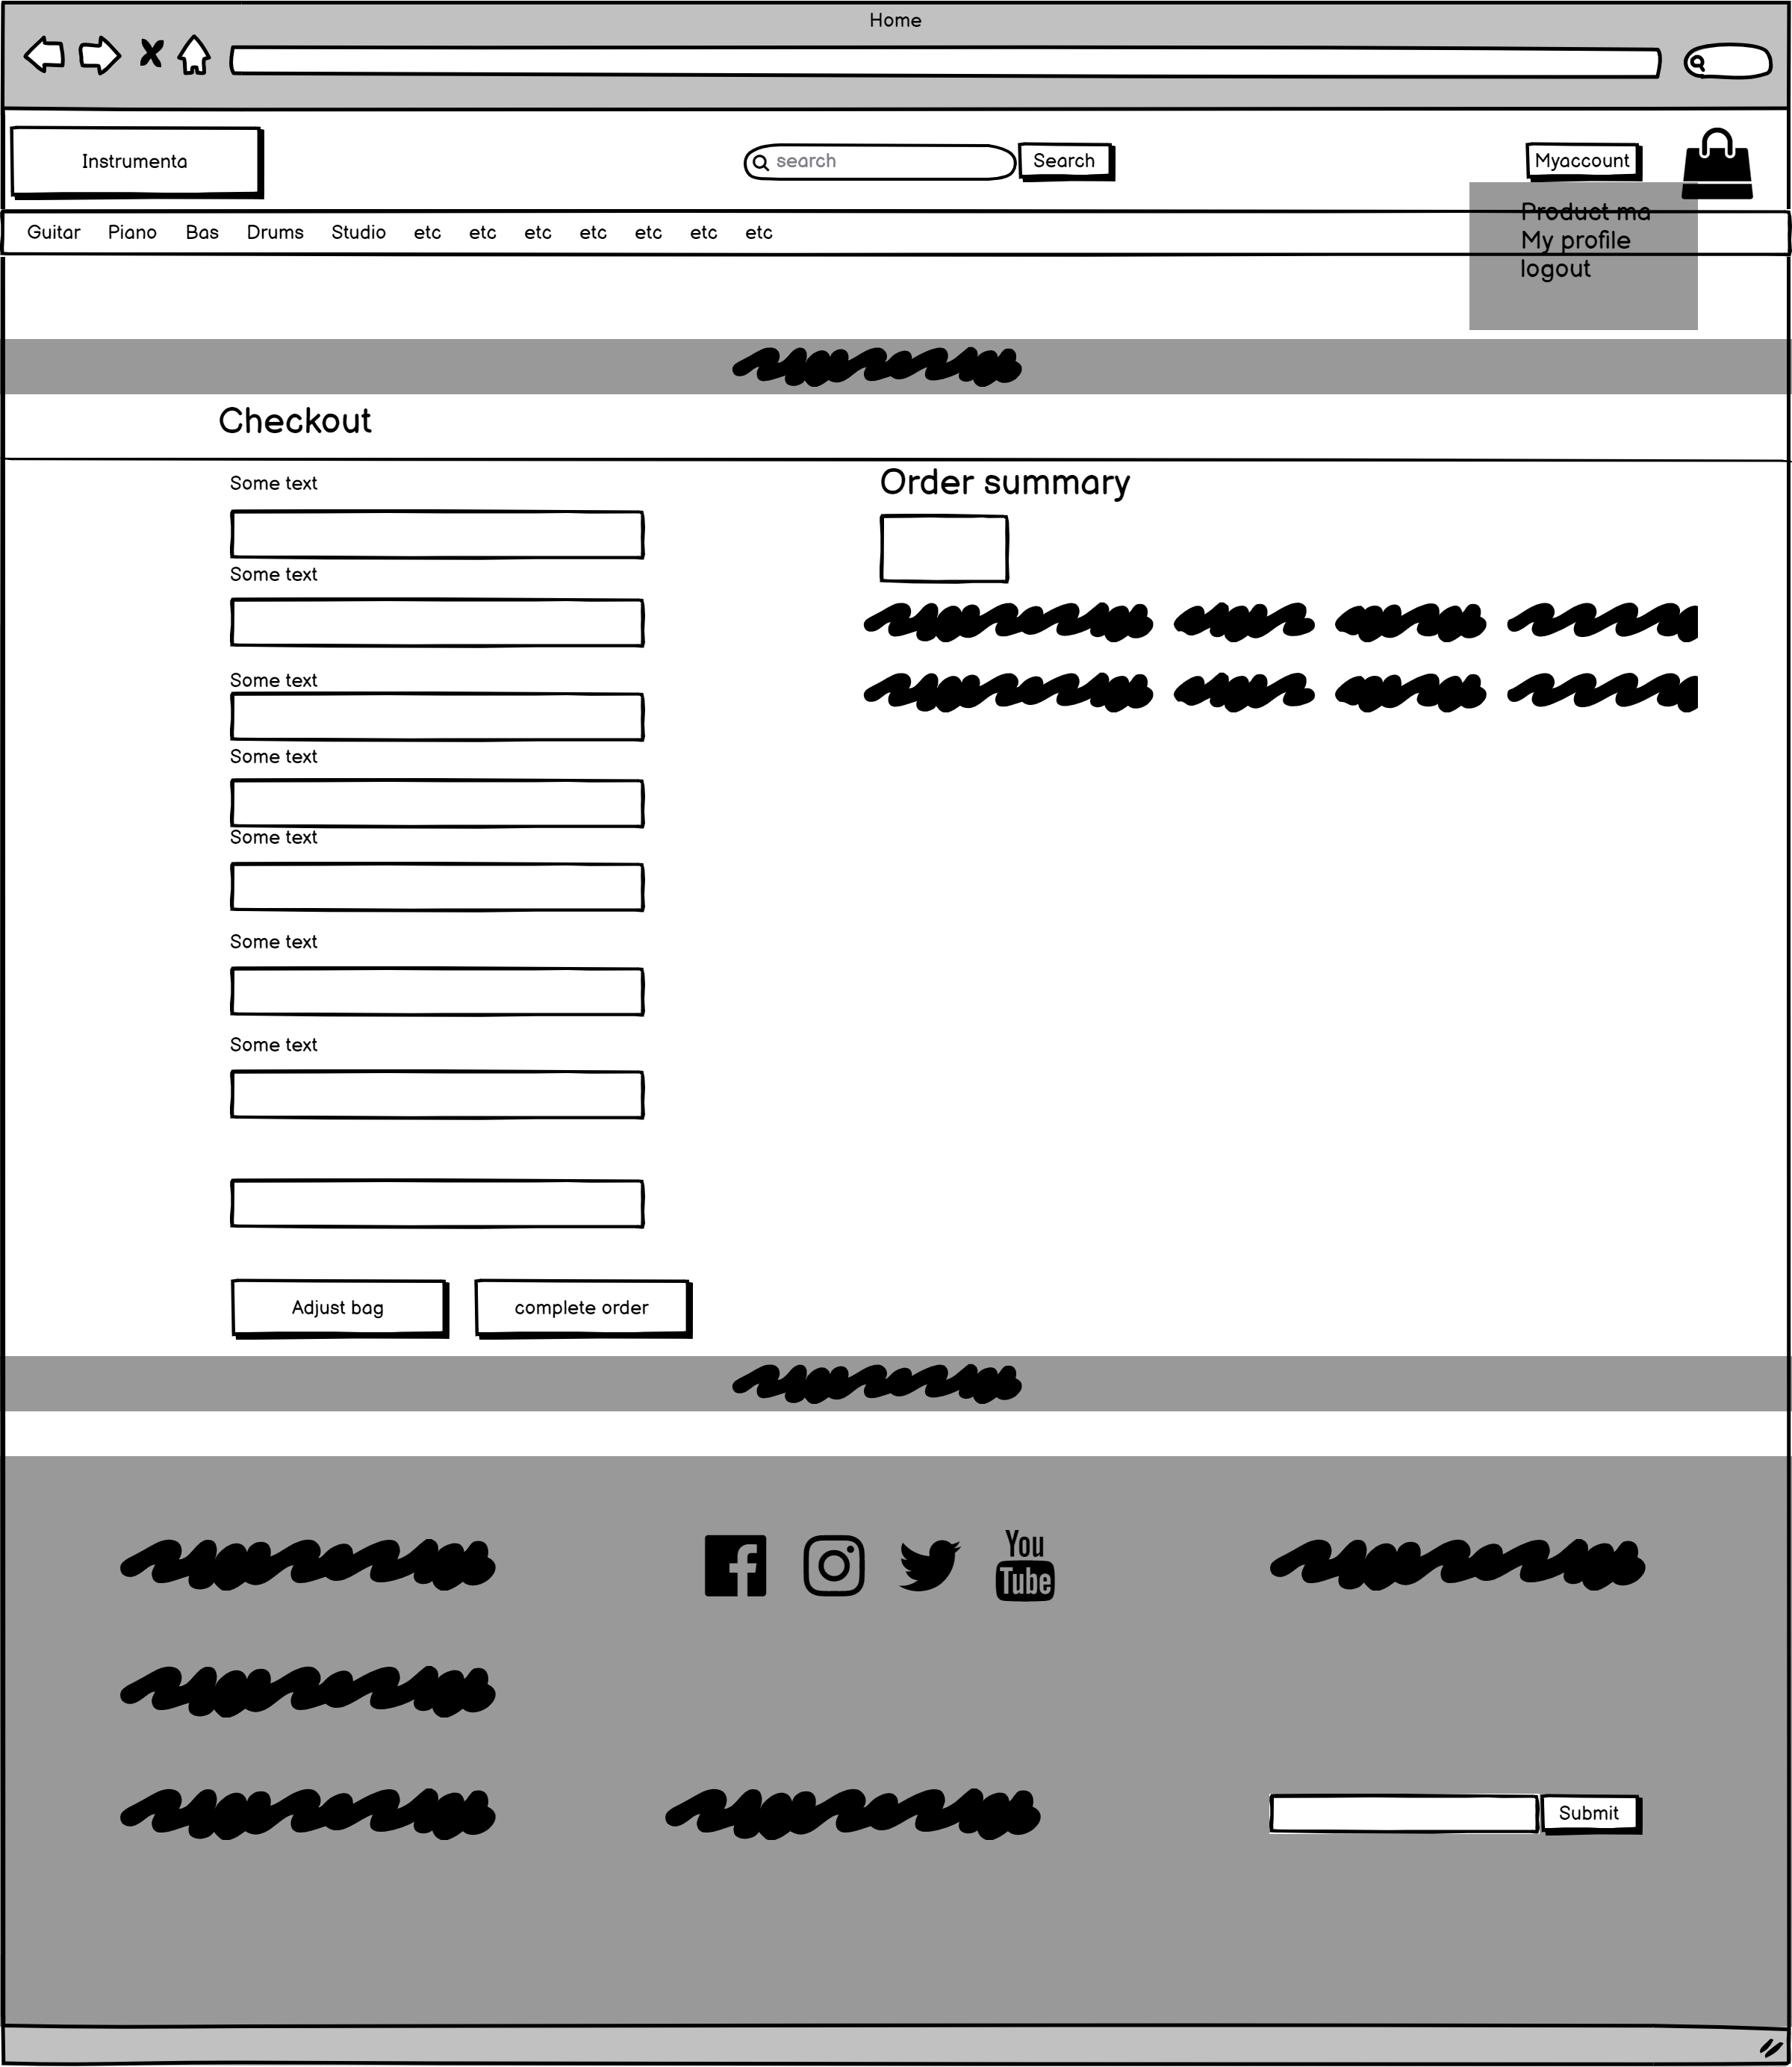 Home
Instrumenta
search
Search
Myaccount
Product ma
My profile
logout
Guitar Piano Bas Drums Studio etc etc etc etc etc etc etc
Checkout
Some text
Order summary
Some text
Some text
Some text
Some text
Some text
Some text
Adjust bag
complete order
You
Tube
Submit